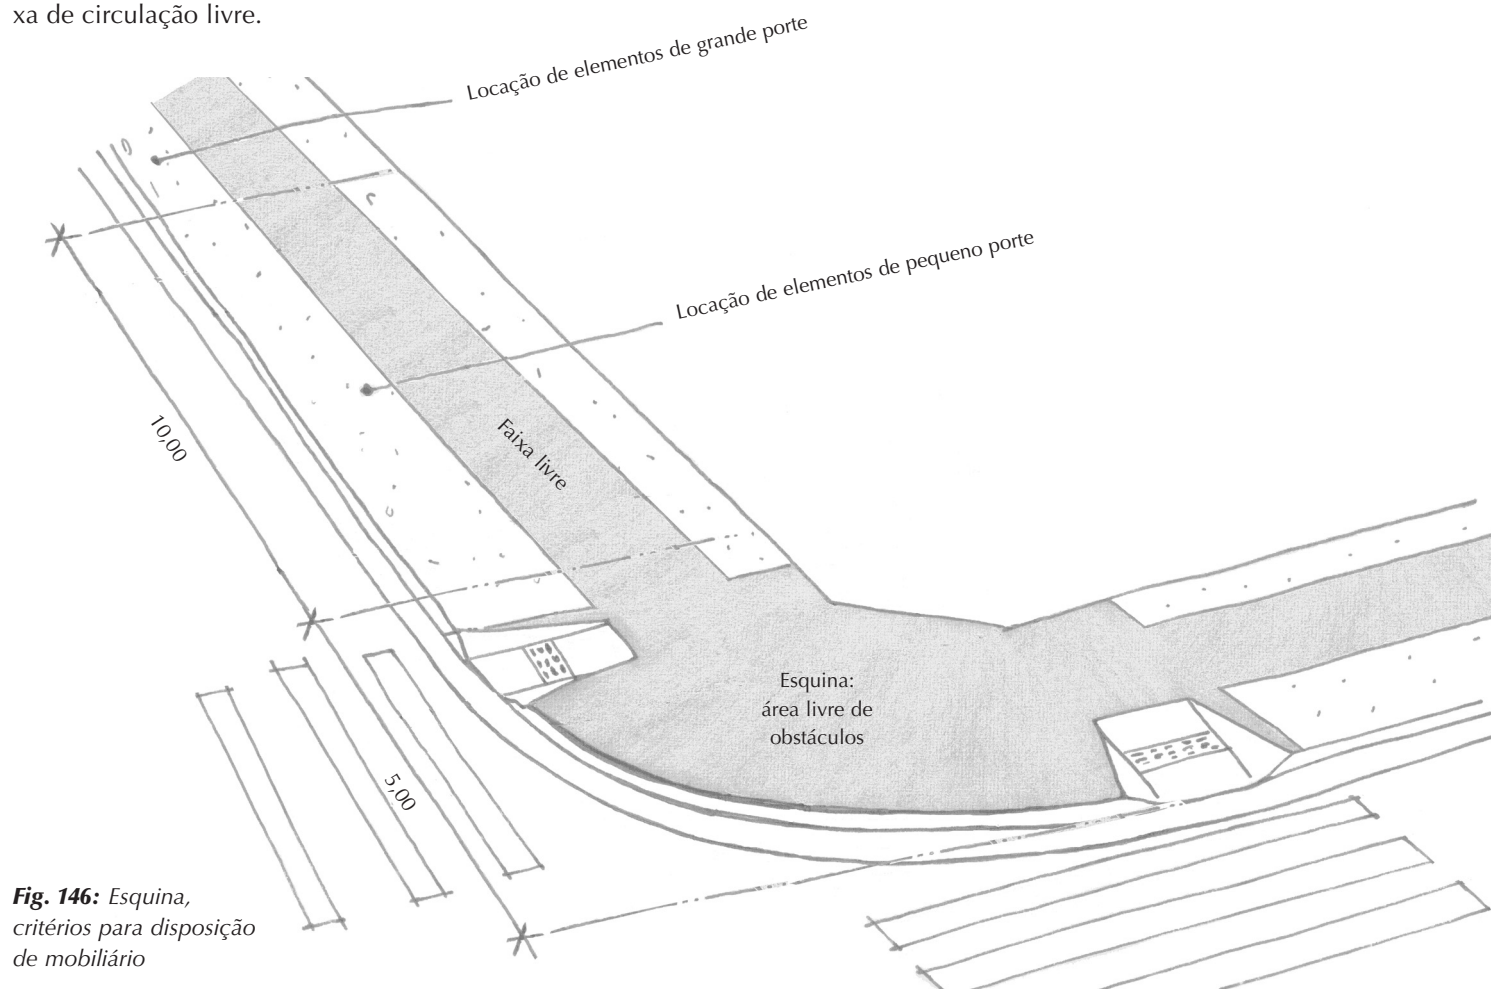 xa de circulação livre.
Locação de elementos de grande porte
Locação de elementos de pequeno porte
10,00
Faixa livre
Esquina:
área livre de
obstáculos
5,00
Fig. 146: Esquina,
critérios para disposição
de mobiliário